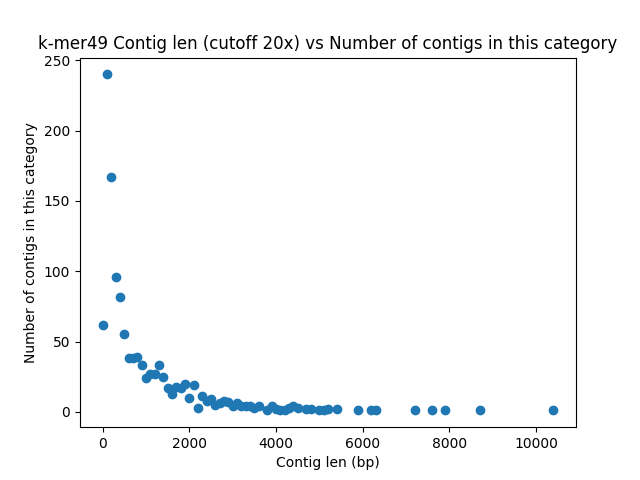 k-mer49 Contig len (cutoff 20x) vs Number of contigs in this category
250
200
150
100
50
0
Number of contigs in this category
0 2000 4000 6000 8000 10000
Contig len (bp)